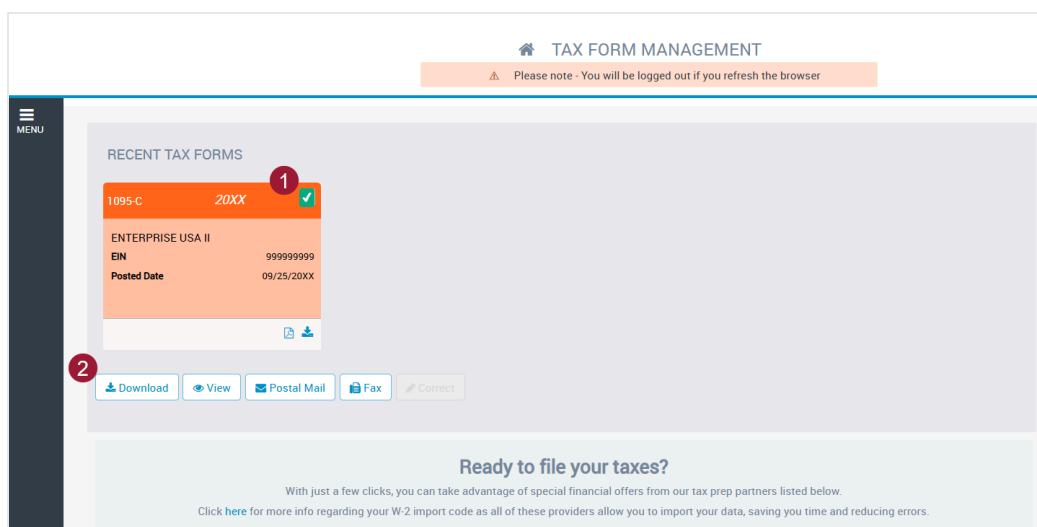 TAX FORM MANAGEMENT
Please note - You will be logged out if you refresh the browser
MENU
RECENT TAX FORMS
1
1095-C 20XX
ENTERPRISE USA II
EIN 999999999
Posted Date 09/25/20XX
2
Download View Postal Mail Fax Correct
Ready to file your taxes?
With just a few clicks, you can take advantage of special financial offers from our tax prep partners listed below.
Click here for more info regarding your W-2 import code as all of these providers allow you to import your data, saving you time and reducing errors.